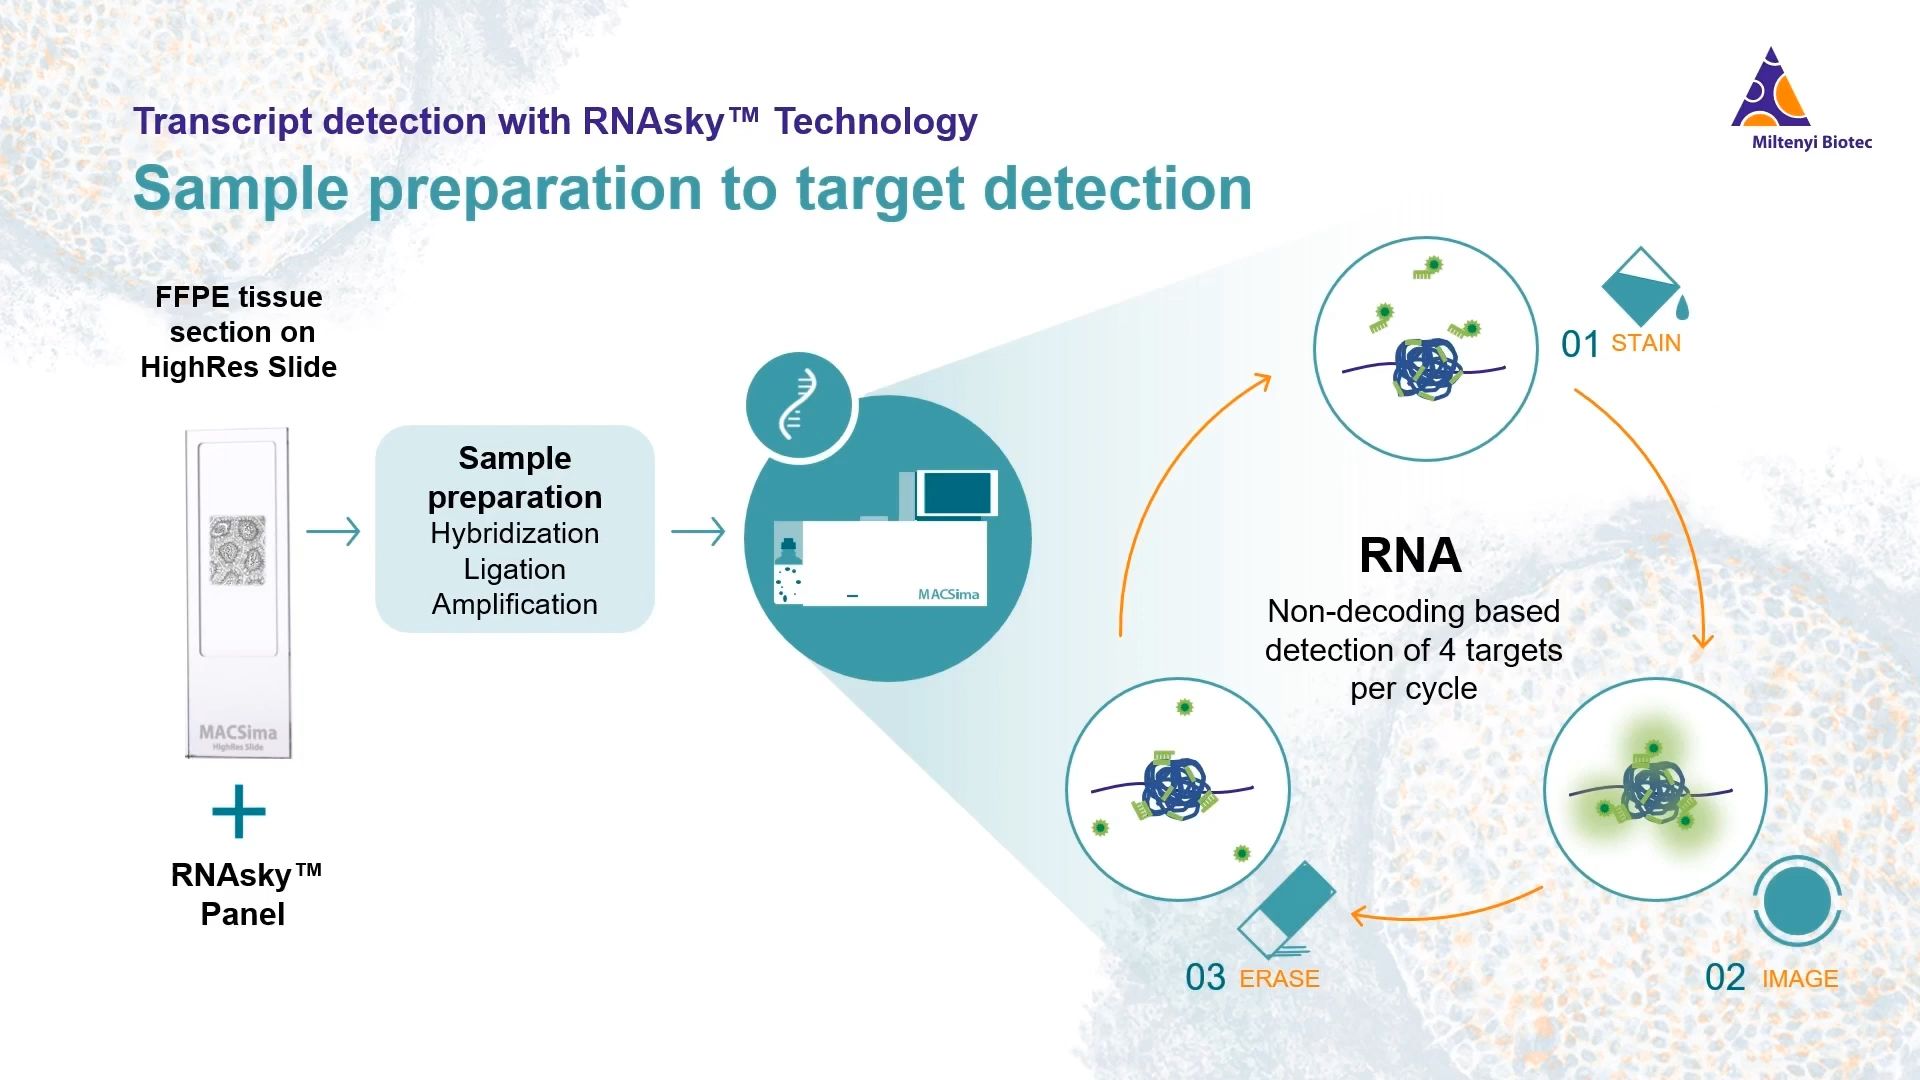 Transcript detection with RNAsky™ Technology
Sample preparation to target detection
Miltenyi Biotec
FFPE tissue
section on
HighRes Slide
MACSima
HighRes Slide
RNAsky™
Panel
Sample
preparation
Hybridization
Ligation
Amplification
MACSima
01 STAIN
RNA
Non-decoding based
detection of 4 targets
per cycle
02 IMAGE
03 ERASE